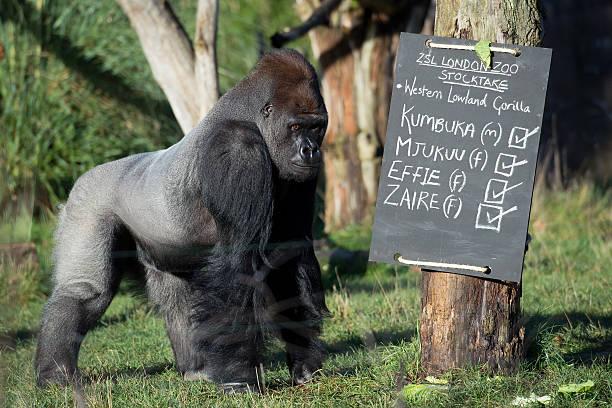 ZSL LONDON ZOO
STOCKTAKE
• Western Lowland Gorilla
KUMBUKA (m) ☑
MJUKUU (F) ☑
EFFIE (F) ☑
ZAIRE (F) ☑